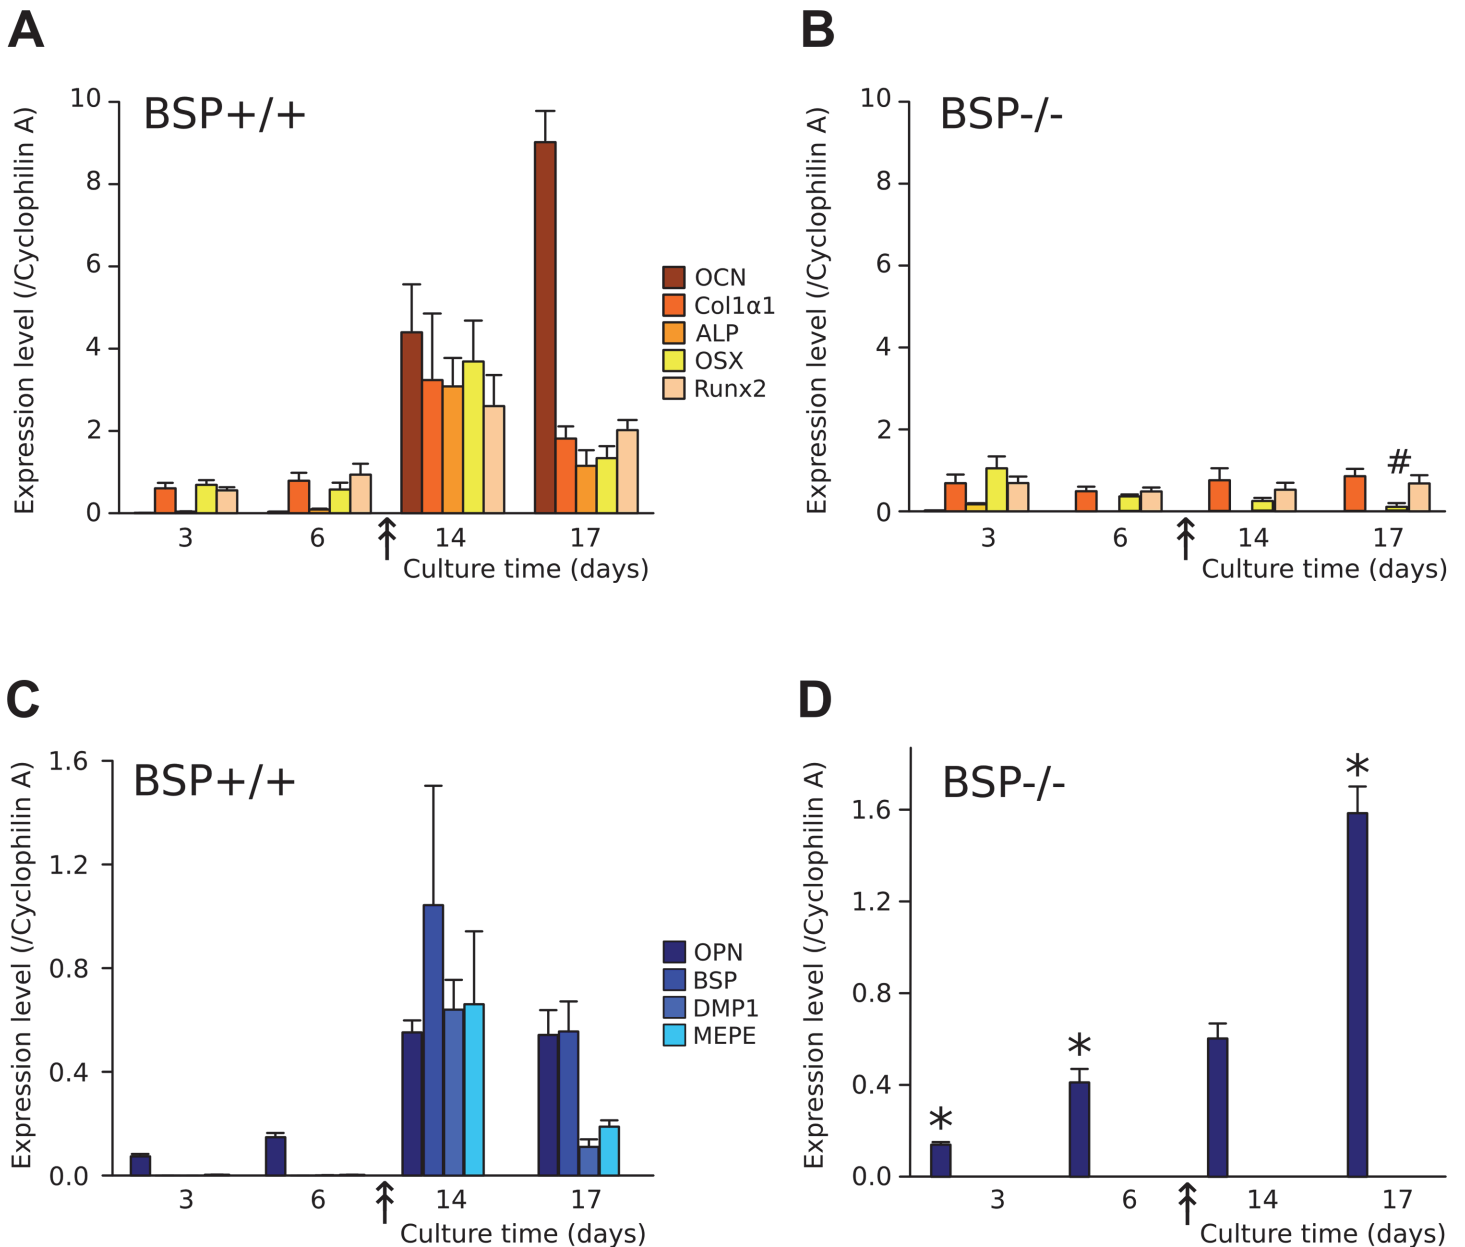 A
BSP+/+
Expression level (/Cyclophilin A)
10
8
6
4
2
0
3
6
14
17
Culture time (days)
OCN
Col1α1
ALP
OSX
Runx2
B
BSP-/-
Expression level (/Cyclophilin A)
10
8
6
4
2
0
#
3
6
14
17
Culture time (days)
C
BSP+/+
Expression level (/Cyclophilin A)
1.6
1.2
0.8
0.4
0.0
3
6
14
17
Culture time (days)
OPN
BSP
DMP1
MEPE
D
BSP-/-
Expression level (/Cyclophilin A)
1.6
1.2
0.8
0.4
0.0
*
*
*
3
6
14
17
Culture time (days)